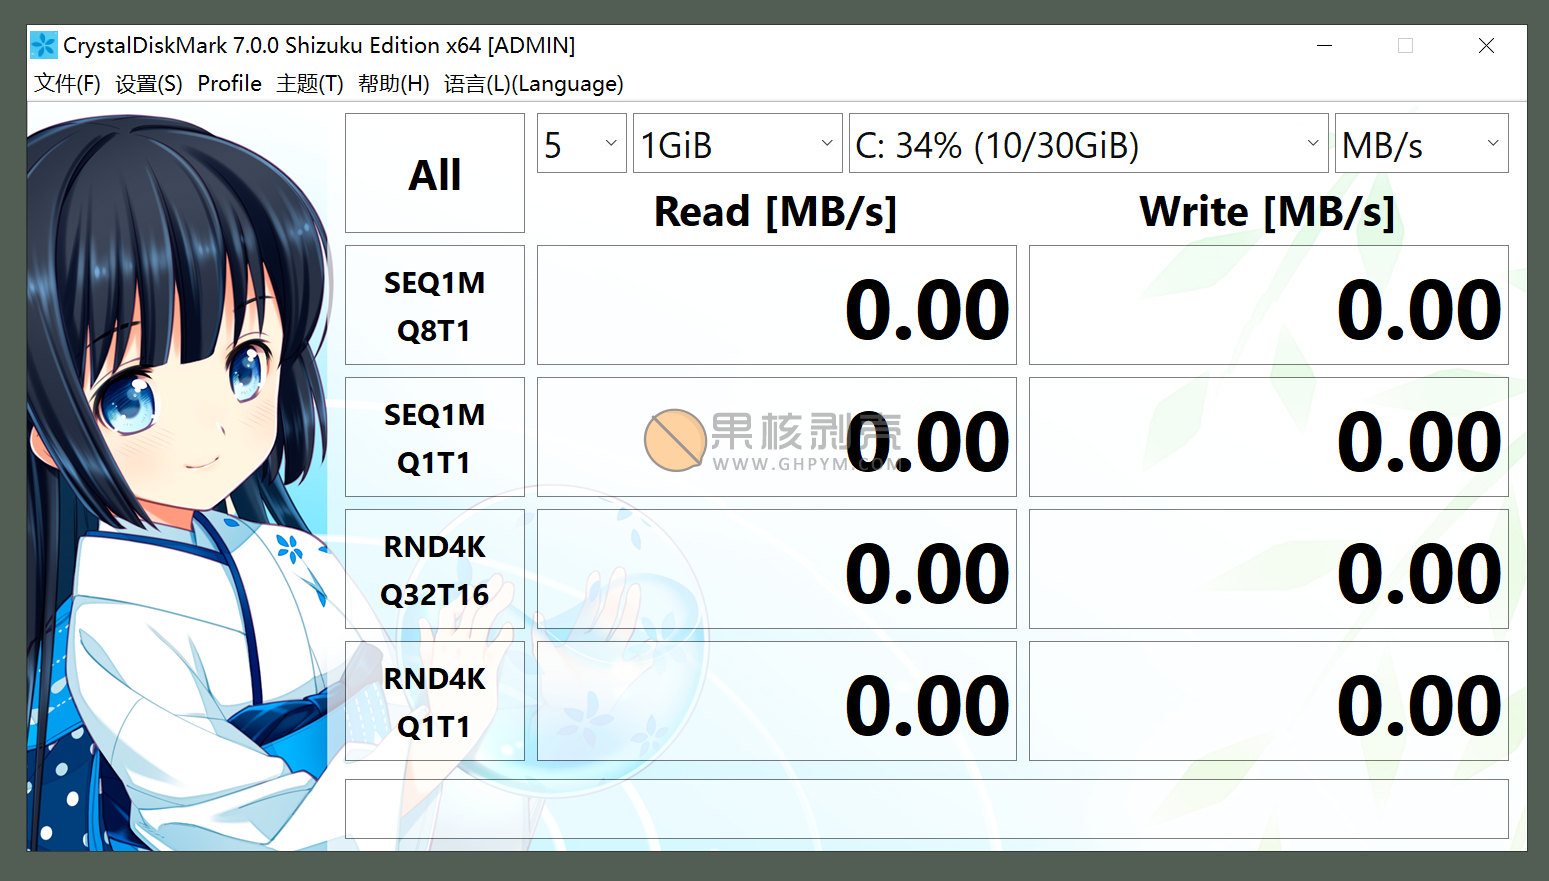 CrystalDiskMark 7.0.0 Shizuku Edition x64 [ADMIN]
文件(F) 设置(S) Profile 主题(T) 帮助(H) 语言(L)(Language)
All
5 1GiB C: 34% (10/30GiB) MB/s
Read [MB/s] Write [MB/s]
SEQ1M
Q8T1
0.00 0.00
SEQ1M
Q1T1
0.00 0.00
果核剥壳
WWW.GHPYM.COM
RND4K
Q32T16
0.00 0.00
RND4K
Q1T1
0.00 0.00